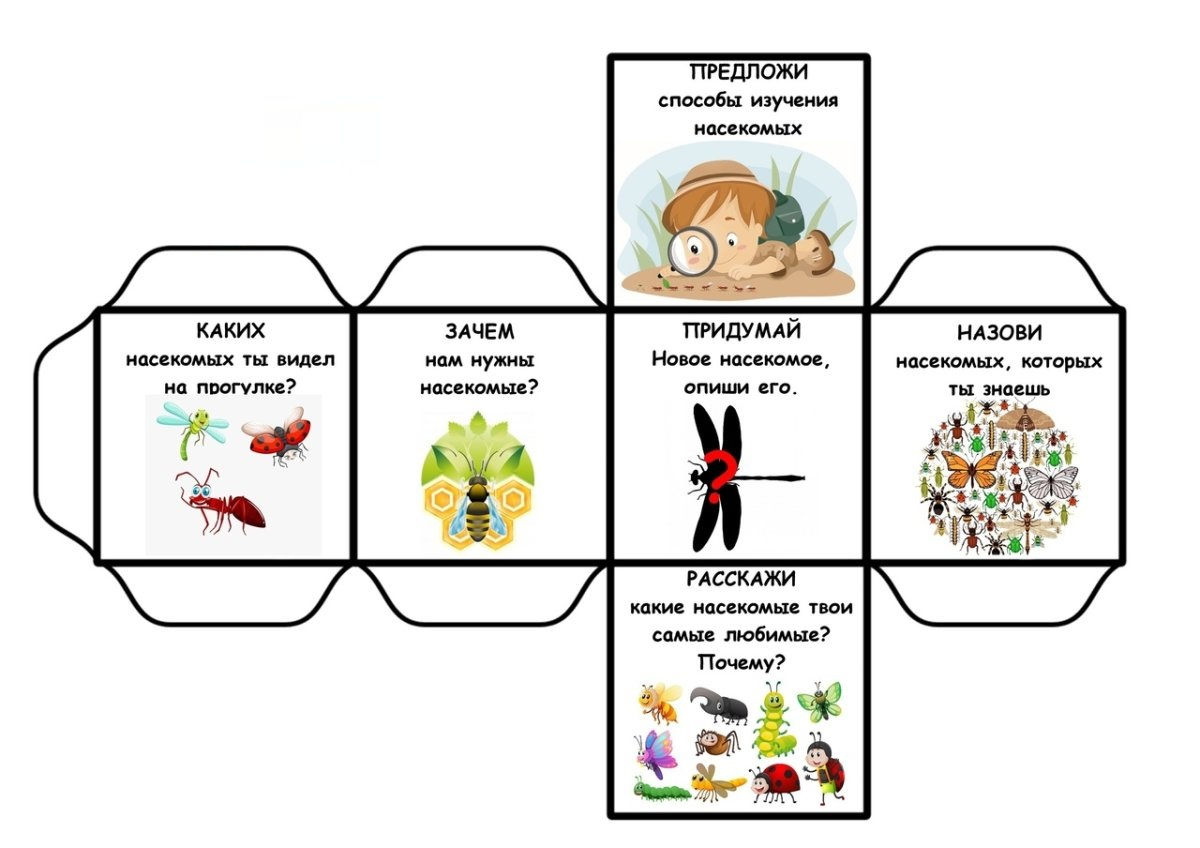 ПРЕДЛОЖИ
способы изучения
насекомых
КАКИХ
насекомых ты видел
на прогулке?
ЗАЧЕМ
нам нужны
насекомые?
ПРИДУМАЙ
Новое насекомое,
опиши его.
?
НАЗОВИ
насекомых, которых
ты знаешь
РАССКАЖИ
какие насекомые твои
самые любимые?
Почему?